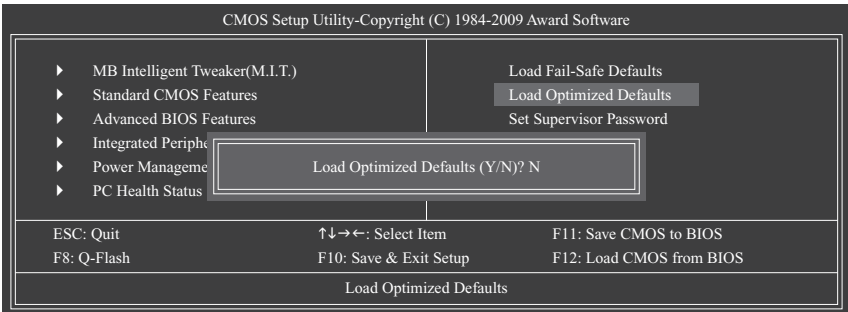 CMOS Setup Utility-Copyright (C) 1984-2009 Award Software
MB Intelligent Tweaker(M.I.T.)
Standard CMOS Features
Advanced BIOS Features
Integrated Periphe
Power Manageme
PC Health Status
Load Fail-Safe Defaults
Load Optimized Defaults
Set Supervisor Password
Load Optimized Defaults (Y/N)? N
ESC: Quit ↑↓→←: Select Item F11: Save CMOS to BIOS
F8: Q-Flash F10: Save & Exit Setup F12: Load CMOS from BIOS
Load Optimized Defaults